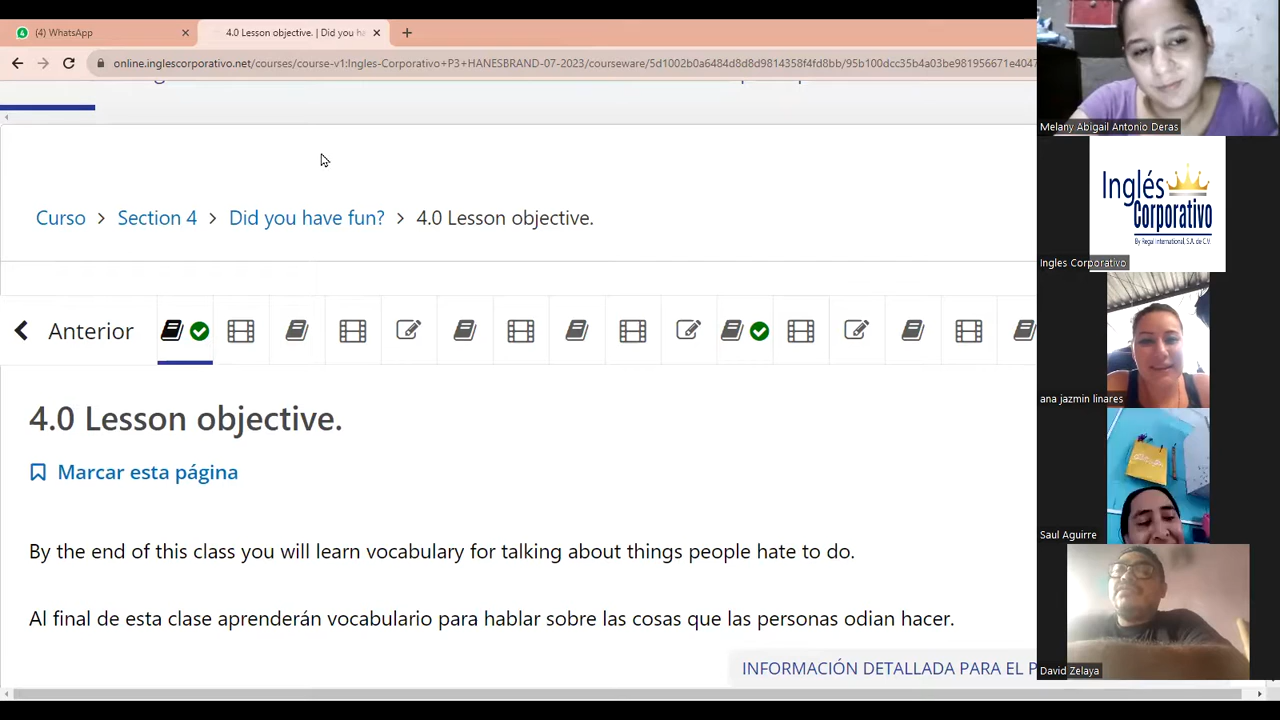 (4) WhatsApp
4.0 Lesson objective. | Did you ha
online.inglescorporativo.net/courses/course-v1:Ingles-Corporativo+P3+HANESBRAND-07-2023/courseware/5d1002b0a6484d8d8d9814358f4fd8bb/95b100dcc35b4a03be981956671e4047
Curso > Section 4 > Did you have fun? > 4.0 Lesson objective.
Anterior
4.0 Lesson objective.
Marcar esta página
By the end of this class you will learn vocabulary for talking about things people hate to do.
Al final de esta clase aprenderán vocabulario para hablar sobre las cosas que las personas odian hacer.
INFORMACIÓN DETALLADA PARA EL P
Melany Abigail Antonio Deras
Inglés
Corporativo
By Regal International, S.A. de C.V.
Ingles Corporativo
ana jazmin linares
Saul Aguirre
David Zelaya